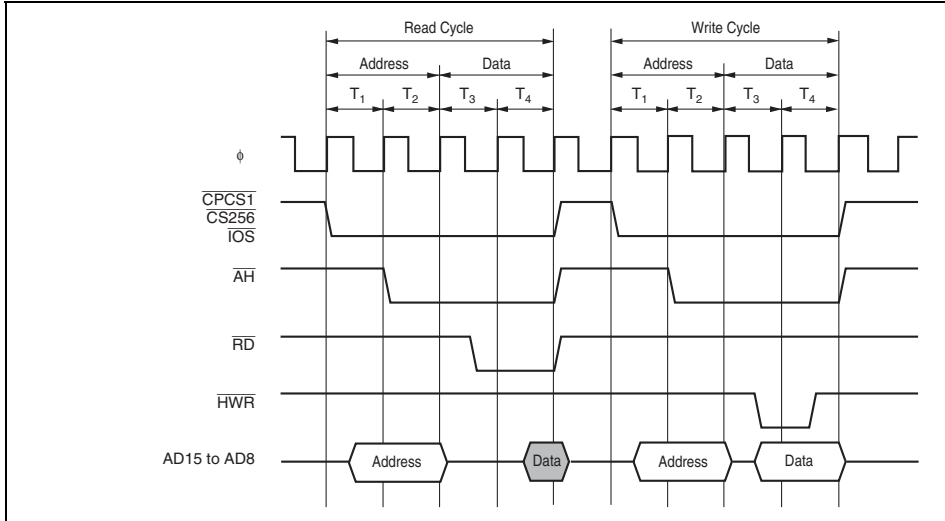 Read Cycle Write Cycle
Address Data Address Data
T1 T2 T3 T4 T1 T2 T3 T4
ϕ
CPCS1
CS256
IOS
AH
RD
HWR
AD15 to AD8 Address Data Address Data